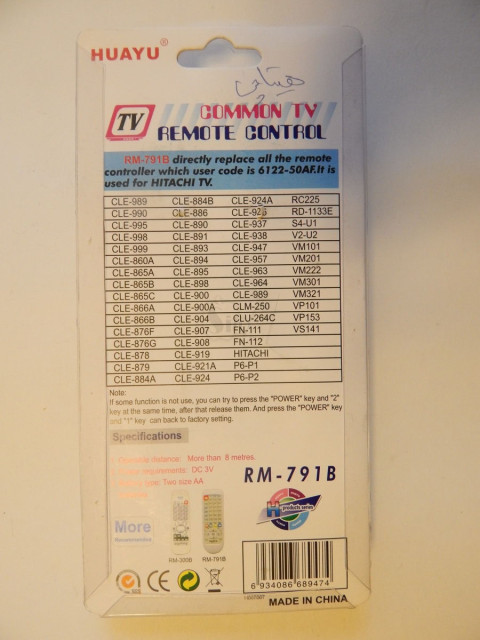 HUAYU®
هیتاچی
TV
COMMON TV
REMOTE CONTROL
RM-791B directly replace all the remote
controller which user code is 6122-50AF.It is
used for HITACHI TV.
CLE-989 CLE-884B CLE-924A RC225
CLE-990 CLE-886 CLE-925 RD-1133E
CLE-995 CLE-890 CLE-937 S4-U1
CLE-998 CLE-891 CLE-938 V2-U2
CLE-999 CLE-893 CLE-947 VM101
CLE-860A CLE-894 CLE-957 VM201
CLE-865A CLE-895 CLE-963 VM222
CLE-865B CLE-898 CLE-964 VM301
CLE-865C CLE-900 CLE-989 VM321
CLE-866A CLE-900A CLM-250 VP101
CLE-866B CLE-904 CLU-264C VP153
CLE-876F CLE-907 FN-111 VS141
CLE-876G CLE-908 FN-112
CLE-878 CLE-919 HITACHI
CLE-879 CLE-921A P6-P1
CLE-884A CLE-924 P6-P2
Note:
If some function is not use, you can try to press the "POWER" key and "2"
key at the same time, after that release them. And press the "POWER" key
and "1" key can back to factory setting.
Specifications
distance: More than 8 metres.
requirements: DC 3V
type: Two size AA
RM-791B
products series
More
RM-791B
CE
6 934086 689474
MADE IN CHINA